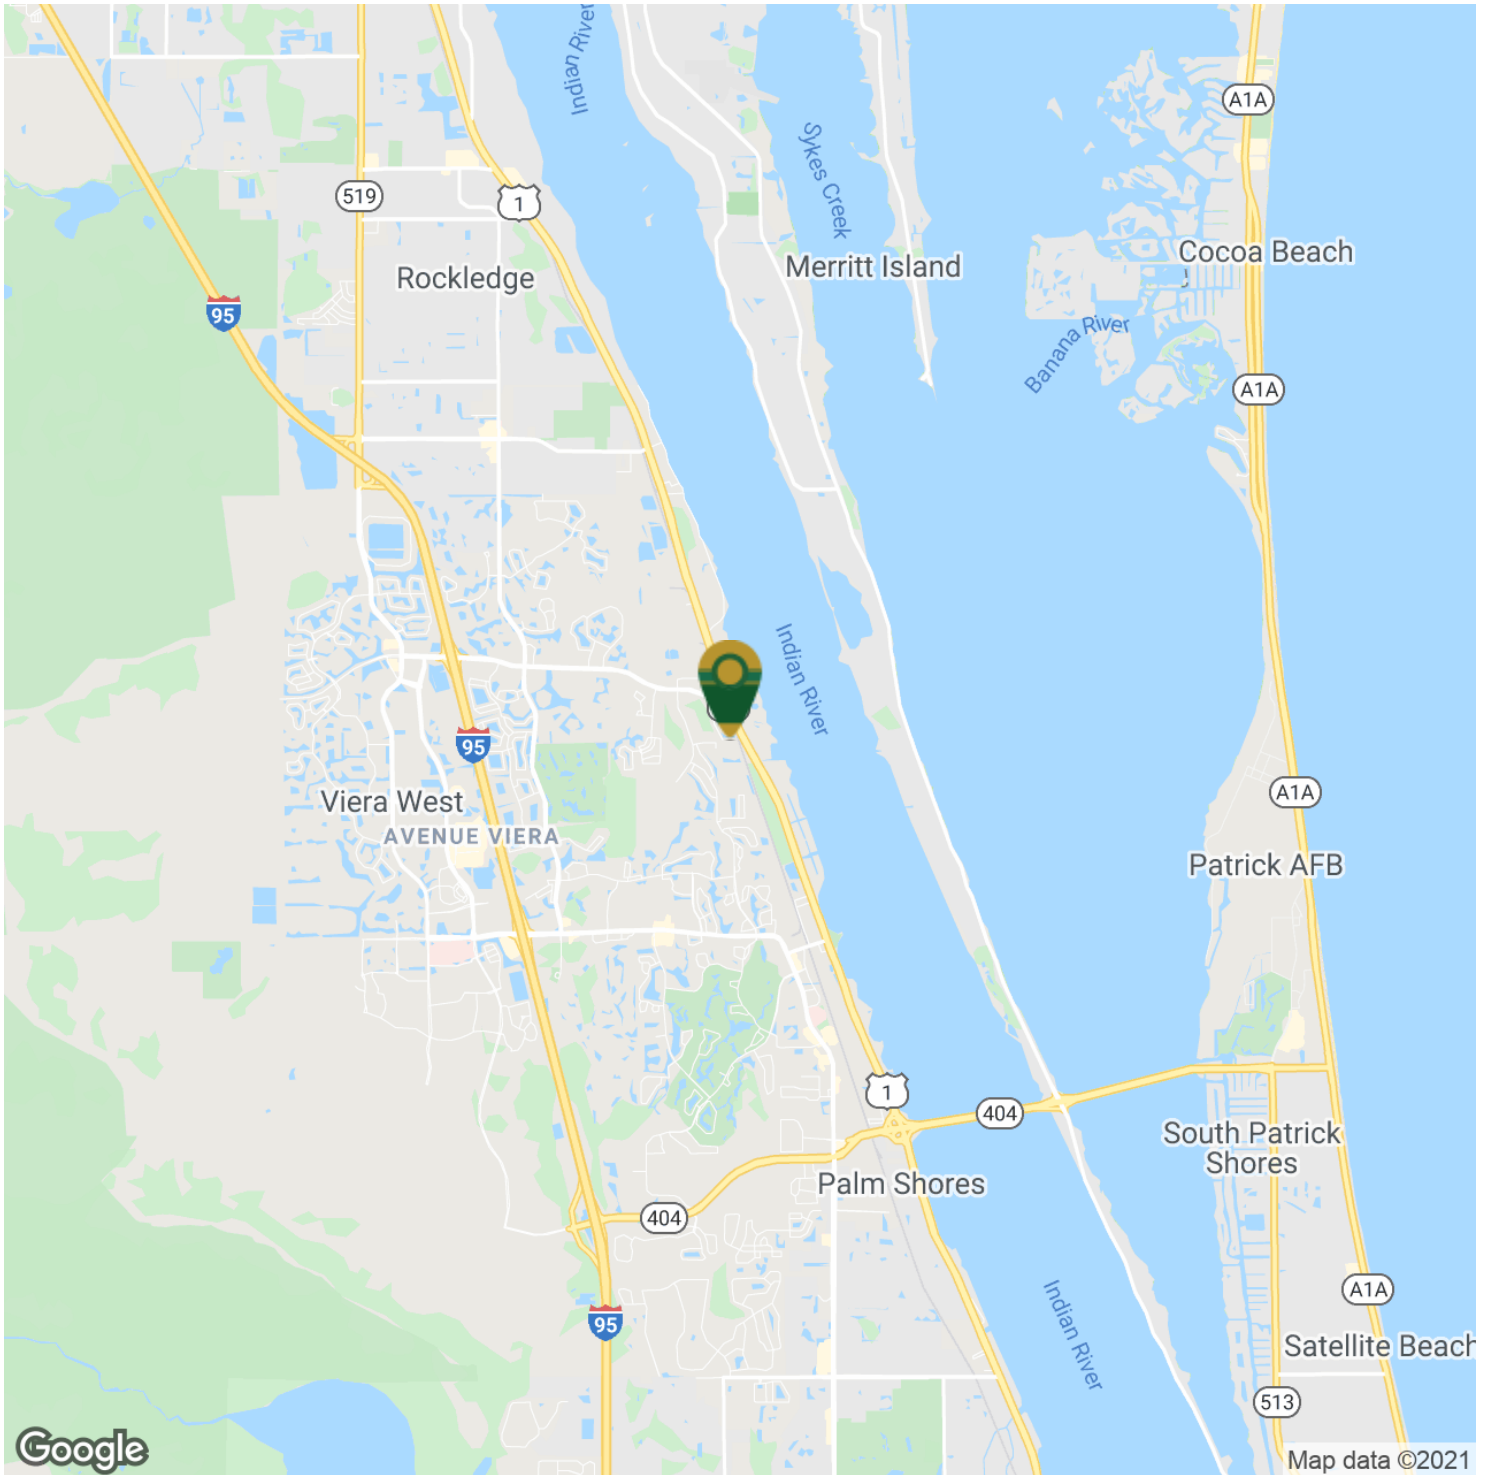 Indian River
A1A
Sykes Creek
519
1
Cocoa Beach
Merritt Island
Rockledge
95
Banana River
A1A
Indian River
95
A1A
Viera West
AVENUE VIERA
Patrick AFB
1
404
South Patrick
Shores
Palm Shores
404
A1A
Indian River
95
Satellite Beach
513
Google
Map data ©2021